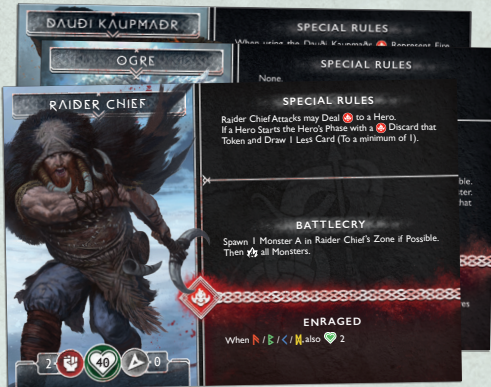 DAUÐI KAUPMAÐR
SPECIAL RULES
When using the Dauði Kaupmaðr Represent Fire
OGRE
SPECIAL RULES
None.
RAIDER CHIEF
SPECIAL RULES
Raider Chief Attacks may Deal to a Hero.
If a Hero Starts the Hero's Phase with a Discard that
Token and Draw 1 Less Card (To a minimum of 1).
BATTLECRY
Spawn 1 Monster A in Raider Chief's Zone if Possible.
Then all Monsters.
ENRAGED
When ᚱ / ᛒ / ᚲ / ᛞ, also 2
2 40 0